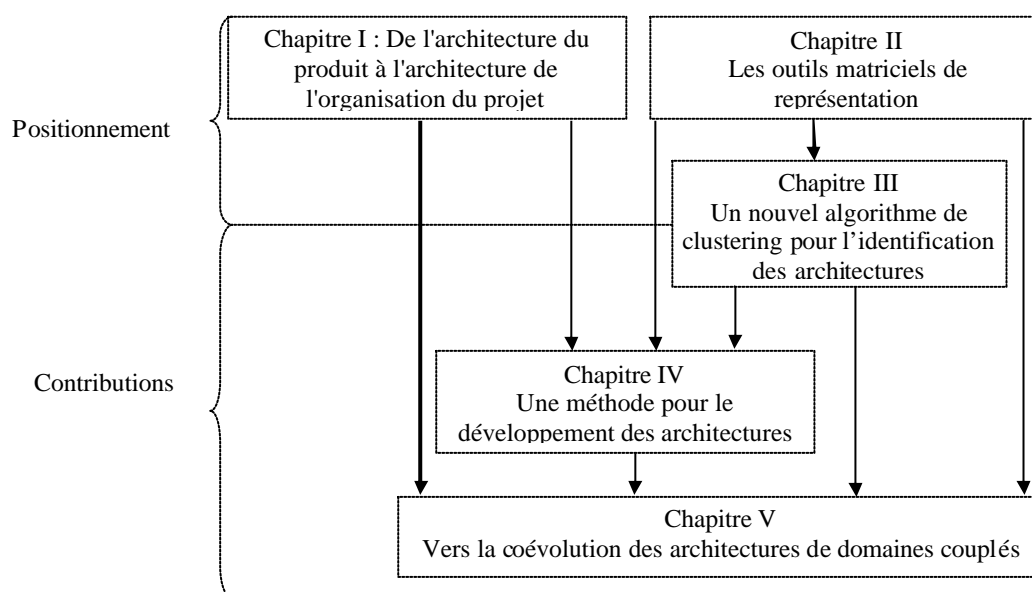 Chapitre I : De l'architecture du
produit à l'architecture de
l'organisation du projet
Chapitre II
Les outils matriciels de
représentation
Positionnement
Chapitre III
Un nouvel algorithme de
clustering pour l’identification
des architectures
Contributions
Chapitre IV
Une méthode pour le
développement des architectures
Chapitre V
Vers la coévolution des architectures de domaines couplés